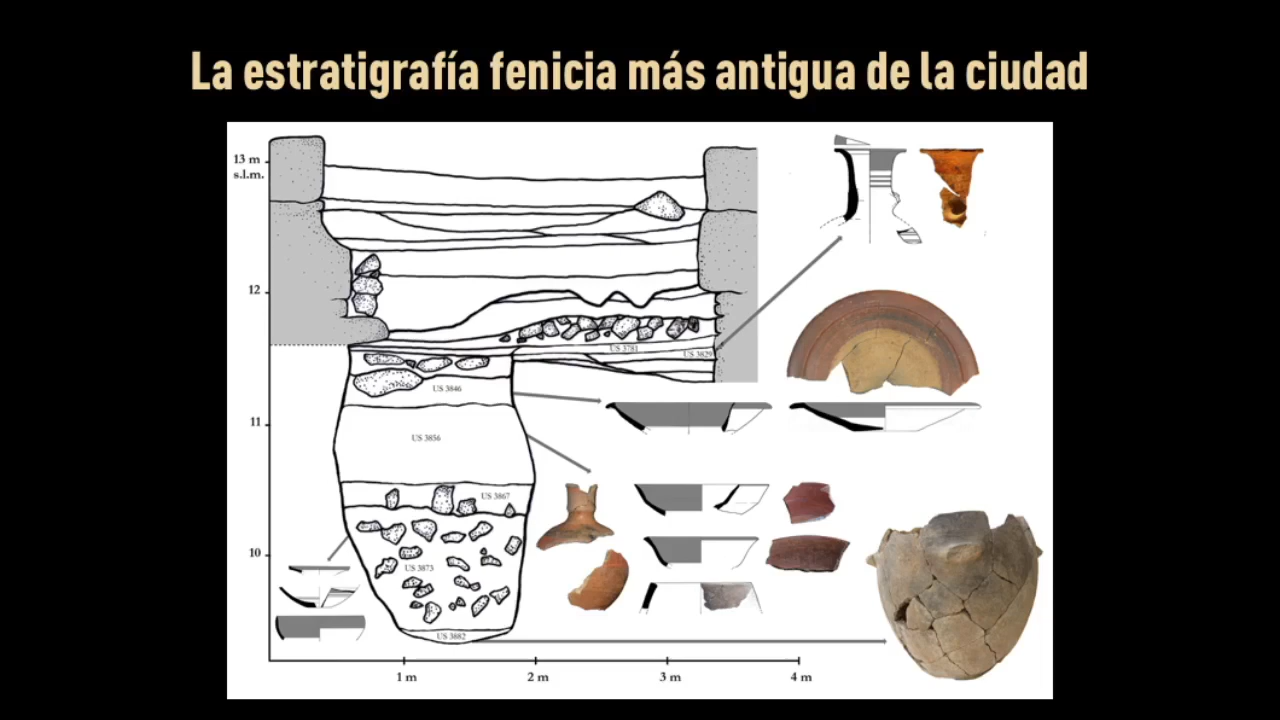 La estratigrafía fenicia más antigua de la ciudad
13 m
s.l.m.
12
US 3781
US 3829
US 3846
11
US 3856
US 3867
10
US 3873
US 3882
1 m
2 m
3 m
4 m